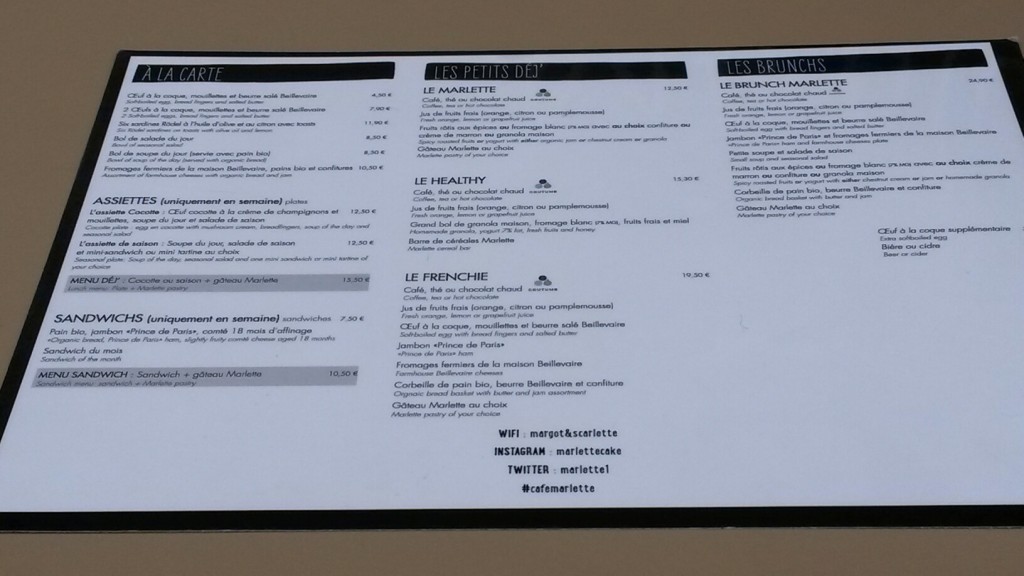 À LA CARTE
Œuf à la coque, mouillettes et beurre salé Beillevaire 4,50 €
Softboiled egg, bread fingers and salted butter
2 Œufs à la coque, mouillettes et beurre salé Beillevaire 7,00 €
2 Softboiled eggs, bread fingers and salted butter
Six sardines Rödel à l'huile d'olive et au citron avec toasts 11,90 €
Six Rödel sardines on toasts with olive oil and lemon
Bol de salade du jour 8,50 €
Bowl of seasonal salad
Bol de soupe du jour (servie avec pain bio) 8,50 €
Bowl of soup of the day (served with organic bread)
Fromages fermiers de la maison Beillevaire, pains bio et confitures 10,50 €
Assortment of farmhouse cheeses with organic bread and jam
ASSIETTES (uniquement en semaine) plates
L'assiette Cocotte : Œuf cocotte à la crème de champignons et 12,50 €
mouillettes, soupe du jour et salade de saison
Cocotte plate : egg en cocotte with mushroom cream, breadfingers, soup of the day and
seasonal salad
L'assiette de saison : Soupe du jour, salade de saison 12,50 €
et mini-sandwich ou mini tartine au choix
Seasonal plate: Soup of the day, seasonal salad and one mini sandwich or mini tartine of
your choice
MENU DÉJ' : Cocotte ou saison + gâteau Marlette 15,50 €
Lunch menu: Plate + Marlette pastry
SANDWICHS (uniquement en semaine) sandwiches 7,50 €
Pain bio, jambon «Prince de Paris», comté 18 mois d'affinage
«Organic bread, Prince de Paris» ham, slightly fruity comté cheese aged 18 months
Sandwich du mois
Sandwich of the month
MENU SANDWICH : Sandwich + gâteau Marlette 10,50 €
Sandwich menu: sandwich + Marlette pastry
LES PETITS DÉJ'
LE MARLETTE 12,50 €
Café, thé ou chocolat chaud COUTUME
Coffee, tea or hot chocolate
Jus de fruits frais (orange, citron ou pamplemousse)
Fresh orange, lemon or grapefruit juice
Fruits rôtis aux épices ou fromage blanc 7% MG avec au choix confiture ou
crème de marron ou granola maison
Spicy roasted fruits or yogurt with either organic jam or chestnut cream or granola
Gâteau Marlette au choix
Marlette pastry of your choice
LE HEALTHY 15,50 €
Café, thé ou chocolat chaud COUTUME
Coffee, tea or hot chocolate
Jus de fruits frais (orange, citron ou pamplemousse)
Fresh orange, lemon or grapefruit juice
Grand bol de granola maison, fromage blanc 7% MG, fruits frais et miel
Homemade granola, yogurt 7% fat, fresh fruits and honey
Barre de céréales Marlette
Marlette cereal bar
LE FRENCHIE 19,50 €
Café, thé ou chocolat chaud COUTUME
Coffee, tea or hot chocolate
Jus de fruits frais (orange, citron ou pamplemousse)
Fresh orange, lemon or grapefruit juice
Œuf à la coque, mouillettes et beurre salé Beillevaire
Softboiled egg with bread fingers and salted butter
Jambon «Prince de Paris»
«Prince de Paris» ham
Fromages fermiers de la maison Beillevaire
Farmhouse Beillevaire cheeses
Corbeille de pain bio, beurre Beillevaire et confiture
Orgnaic bread basket with butter and jam assortment
Gâteau Marlette au choix
Marlette pastry of your choice
WIFI : margot&scarlette
INSTAGRAM : marlettecake
TWITTER : marlette1
#cafemarlette
LES BRUNCHS
LE BRUNCH MARLETTE 24,90 €
Café, thé ou chocolat chaud
Coffee, tea or hot chocolate
Jus de fruits frais (orange, citron ou pamplemousse)
Fresh orange, lemon or grapefruit juice
Œuf à la coque, mouillettes et beurre salé Beillevaire
Softboiled egg with bread fingers and salted butter
Jambon «Prince de Paris» et fromages fermiers de la maison Beillevaire
«Prince de Paris» ham and farmhouse cheeses plate
Petite soupe et salade de saison
Small soup and seasonal salad
Fruits rôtis aux épices ou fromage blanc 7% MG avec au choix crème de
marron ou confiture ou granola maison
Spicy roasted fruits or yogurt with either chestnut cream or jam or homemade granola
Corbeille de pain bio, beurre Beillevaire et confiture
Organic bread basket with butter and jam
Gâteau Marlette au choix
Marlette pastry of your choice
Œuf à la coque supplémentaire
Extra softboiled egg
Bière ou cidre
Beer or cider